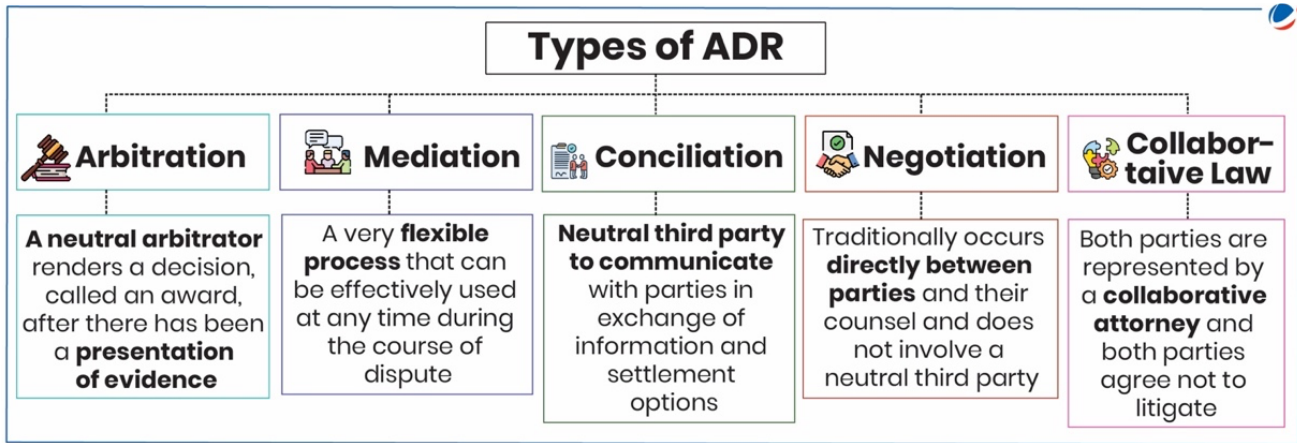 Types of ADR
Arbitration
A neutral arbitrator
renders a decision,
called an award,
after there has been
a presentation
of evidence
Mediation
A very flexible
process that can
be effectively used
at any time during
the course of
dispute
Conciliation
Neutral third party
to communicate
with parties in
exchange of
information and
settlement
options
Negotiation
Traditionally occurs
directly between
parties and their
counsel and does
not involve a
neutral third party
Collabor-
taive Law
Both parties are
represented by
a collaborative
attorney and
both parties
agree not to
litigate